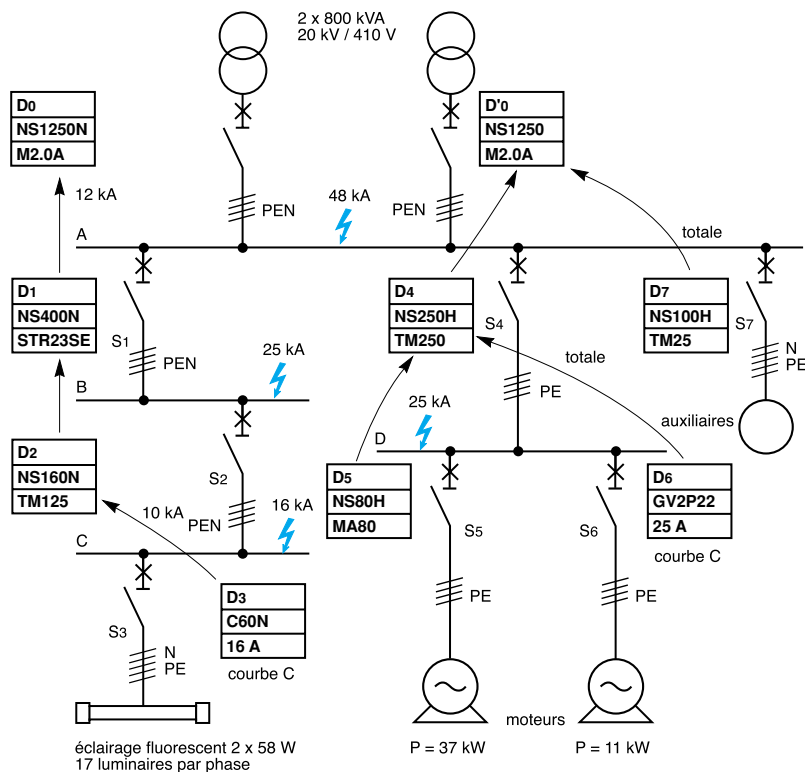 2 x 800 kVA
20 kV / 410 V
D0
NS1250N
M2.0A
D'0
NS1250
M2.0A
12 kA
PEN
48 kA
PEN
A
totale
D1
NS400N
STR23SE
S1
PEN
D4
NS250H
TM250
S4
D7
NS100H
TM25
S7
N
PE
25 kA
totale
B
PE
25 kA
auxiliaires
D
D2
NS160N
TM125
S2
10 kA
PEN
16 kA
D5
NS80H
MA80
S5
S6
D6
GV2P22
25 A
courbe C
C
S3
N
PE
D3
C60N
16 A
courbe C
PE
PE
moteurs
éclairage fluorescent 2 x 58 W
17 luminaires par phase
P = 37 kW
P = 11 kW